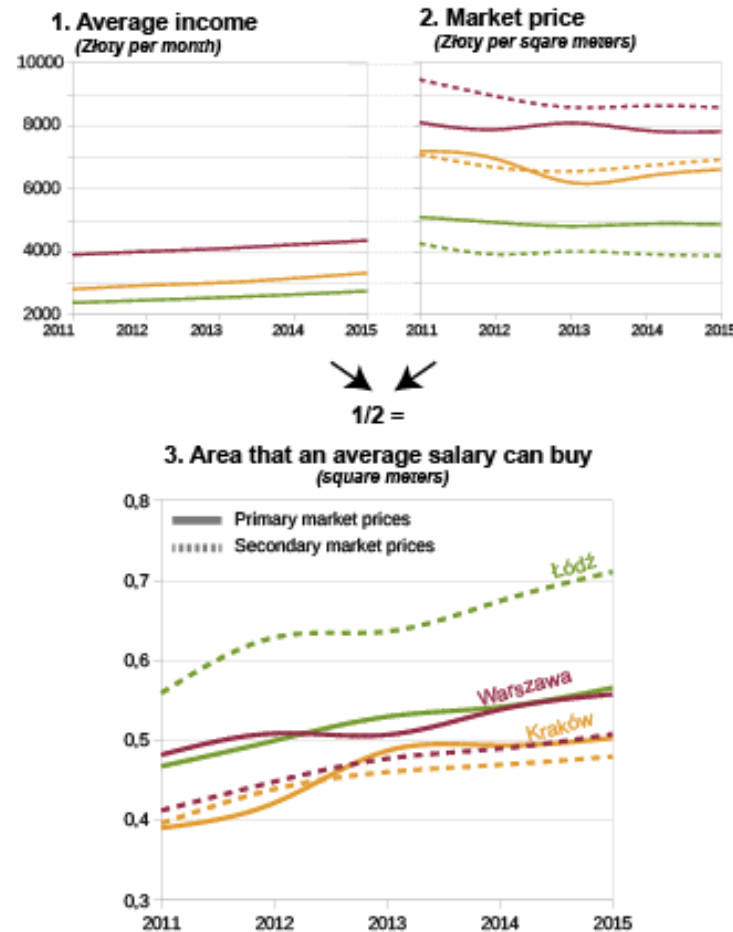 1. Average income
(Złoty per month)
2. Market price
(Złoty per sqare meters)
10000
8000
6000
4000
2000
2011 2012 2013 2014 2015
2011 2012 2013 2014 2015
1/2 =
3. Area that an average salary can buy
(square meters)
0,8
0,7
0,6
0,5
0,4
0,3
Primary market prices
Secondary market prices
Łódź
Warszawa
Kraków
2011 2012 2013 2014 2015